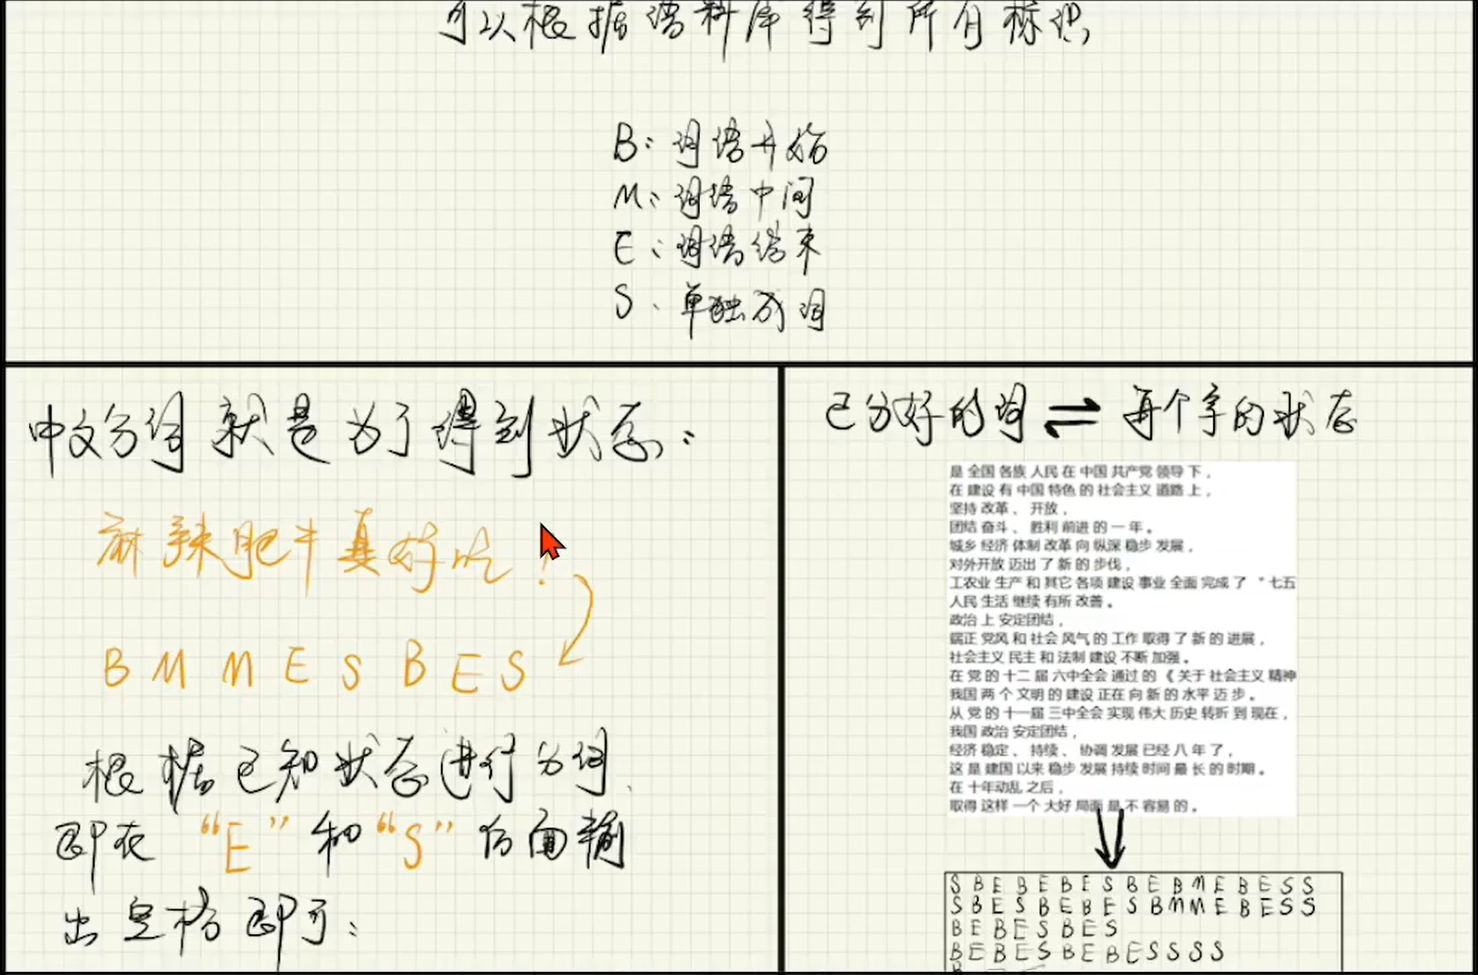 可以根据语料库得到所有标识
B：词语开始
M：词语中间
E：词语结束
S：单独成词
中文分词就是为了得到状态：
麻辣肥牛真好吃！
B M M E S B E S
根据已知状态进行分词，
即在“E”和“S”后面输
出空格即可：
已分好的词 ⇌ 每个字的状态
是 全国 各族 人民 在 中国 共产党 领导 下 ，
在 建设 有 中国 特色 的 社会主义 道路 上 ，
坚持 改革 、 开放 ，
团结 奋斗 、 胜利 前进 的 一 年 。
城乡 经济 体制 改革 向 纵深 稳步 发展 ，
对外开放 迈出 了 新 的 步伐 ，
工农业 生产 和 其它 各项 建设 事业 全面 完成 了 “ 七五
人民 生活 继续 有所 改善 。
政治 上 安定团结 ，
端正 党风 和 社会 风气 的 工作 取得 了 新 的 进展 ，
社会主义 民主 和 法制 建设 不断 加强 。
在 党 的 十二 届 六中全会 通过 的 《 关于 社会主义 精神
我国 两 个 文明 的 建设 正在 向 新 的 水平 迈 步 。
从 党 的 十一届 三中全会 实现 伟大 历史 转折 到 现在 ，
我国 政治 安定团结 ，
经济 稳定 、 持续 、 协调 发展 已经 八 年 了 ，
这 是 建国 以来 稳步 发展 持续 时间 最 长 的 时期 。
在 十年动乱 之后 ，
取得 这样 一个 大好 局面 是 不 容易 的 。
S B E B E B E S B E B M E B E S S
S B E S B E B E S B M M E B E S S
B E B E S B E S
B E B E S B E B E S S S S